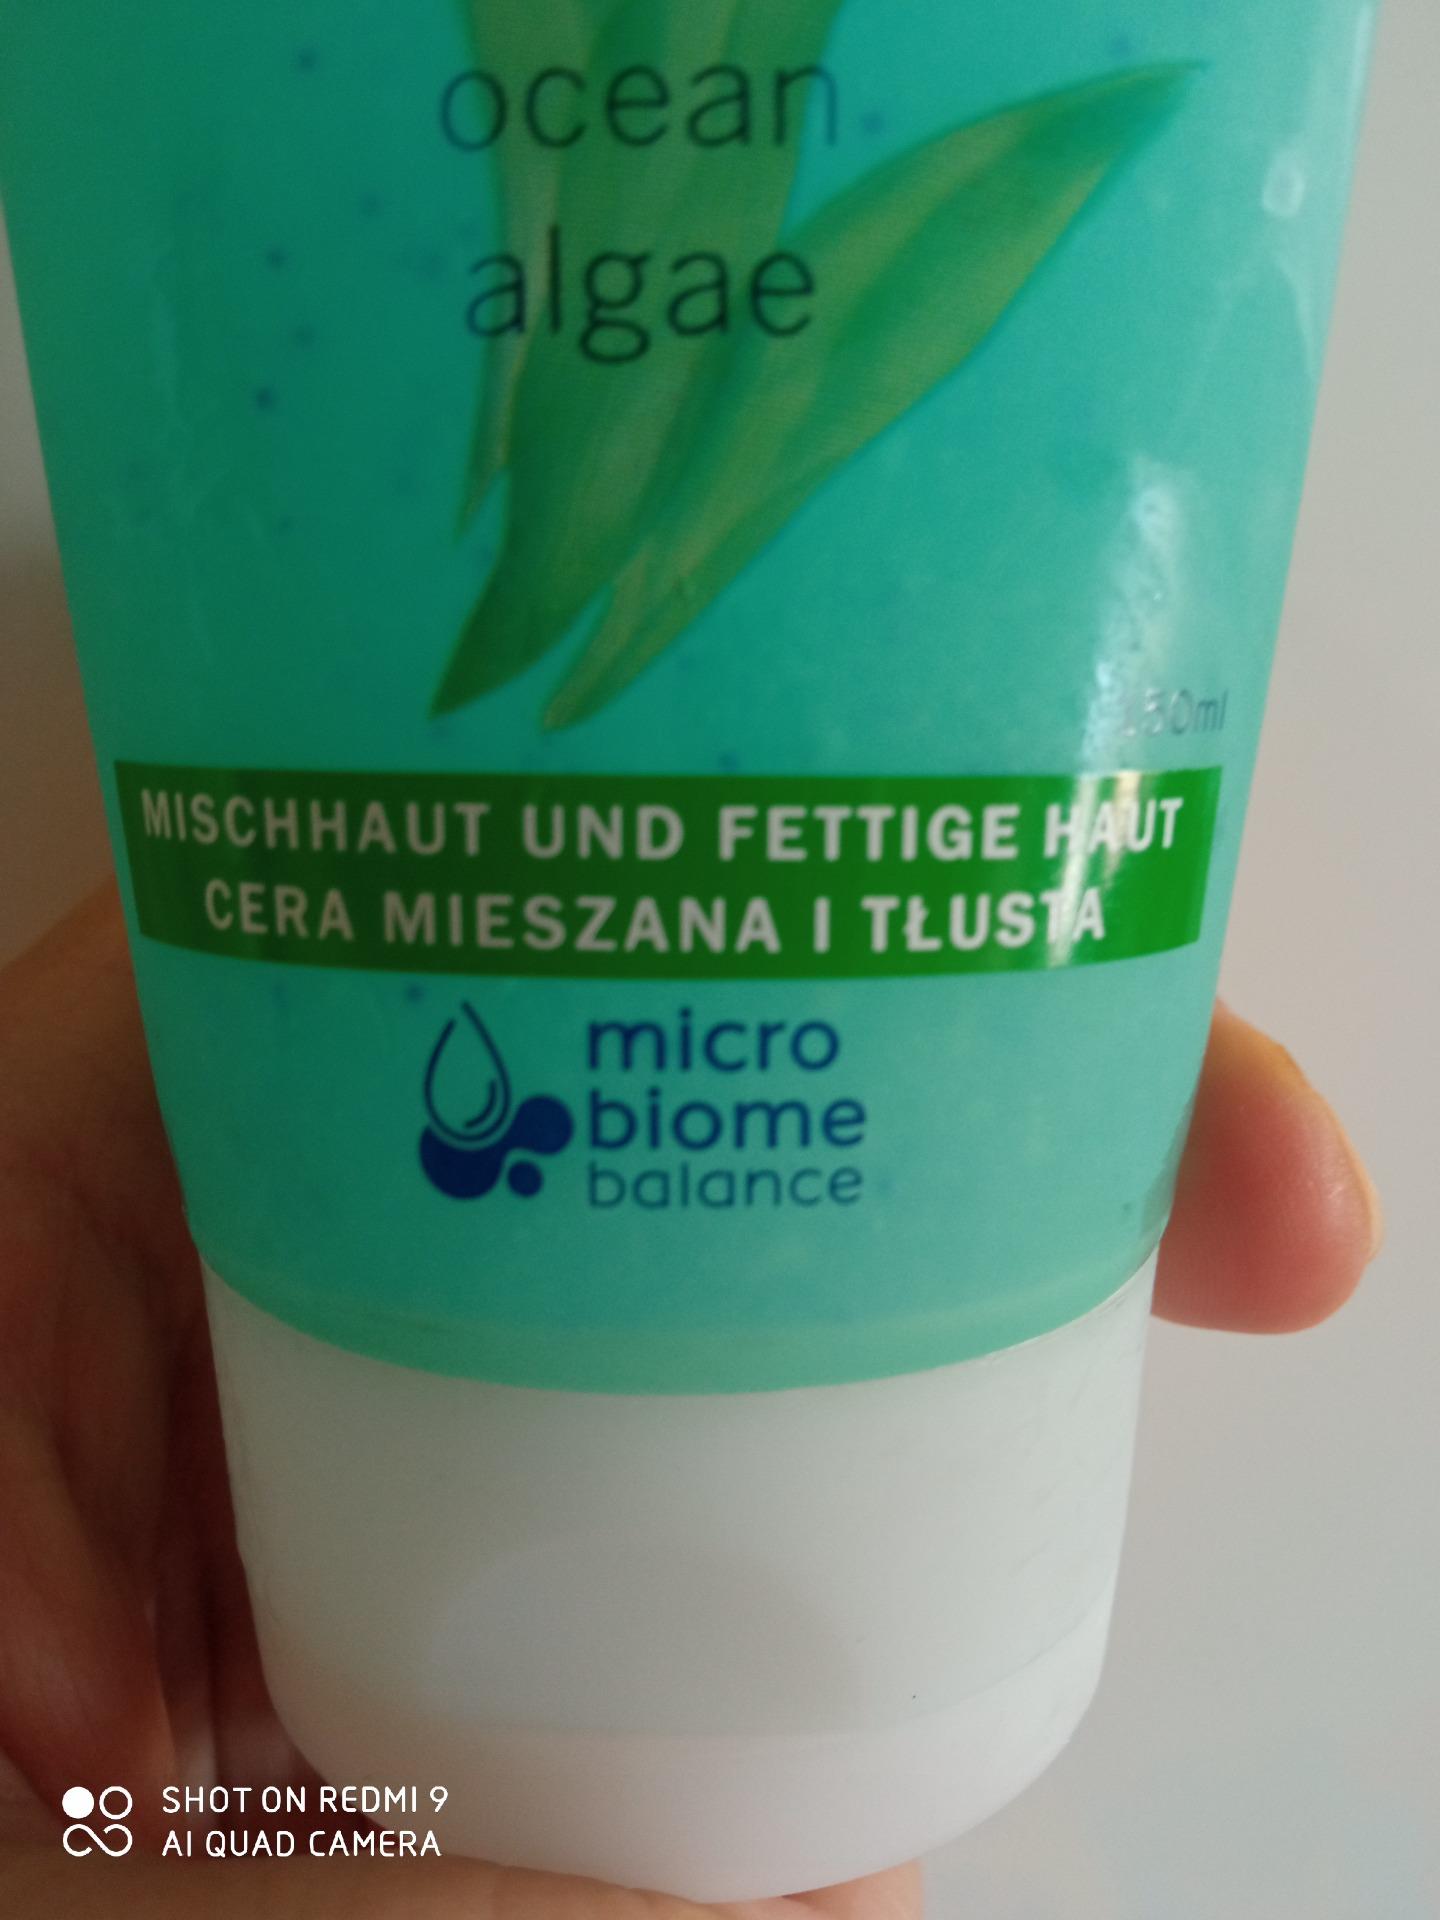 ocean
algae
150ml
MISCHHAUT UND FETTIGE HAUT
CERA MIESZANA I TŁUSTA
micro
biome
balance
SHOT ON REDMI 9
AI QUAD CAMERA